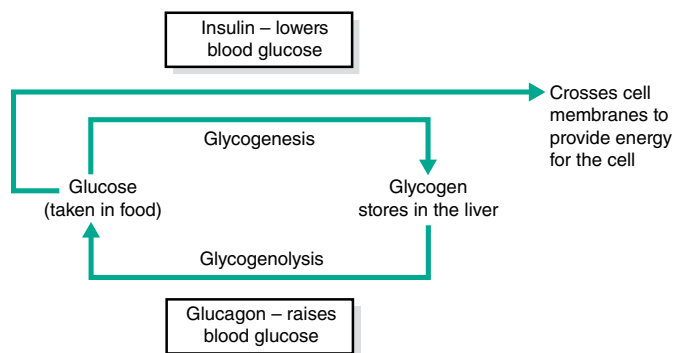 Insulin – lowers
blood glucose
Crosses cell
membranes to
provide energy
for the cell
Glycogenesis
Glucose
(taken in food)
Glycogen
stores in the liver
Glycogenolysis
Glucagon – raises
blood glucose